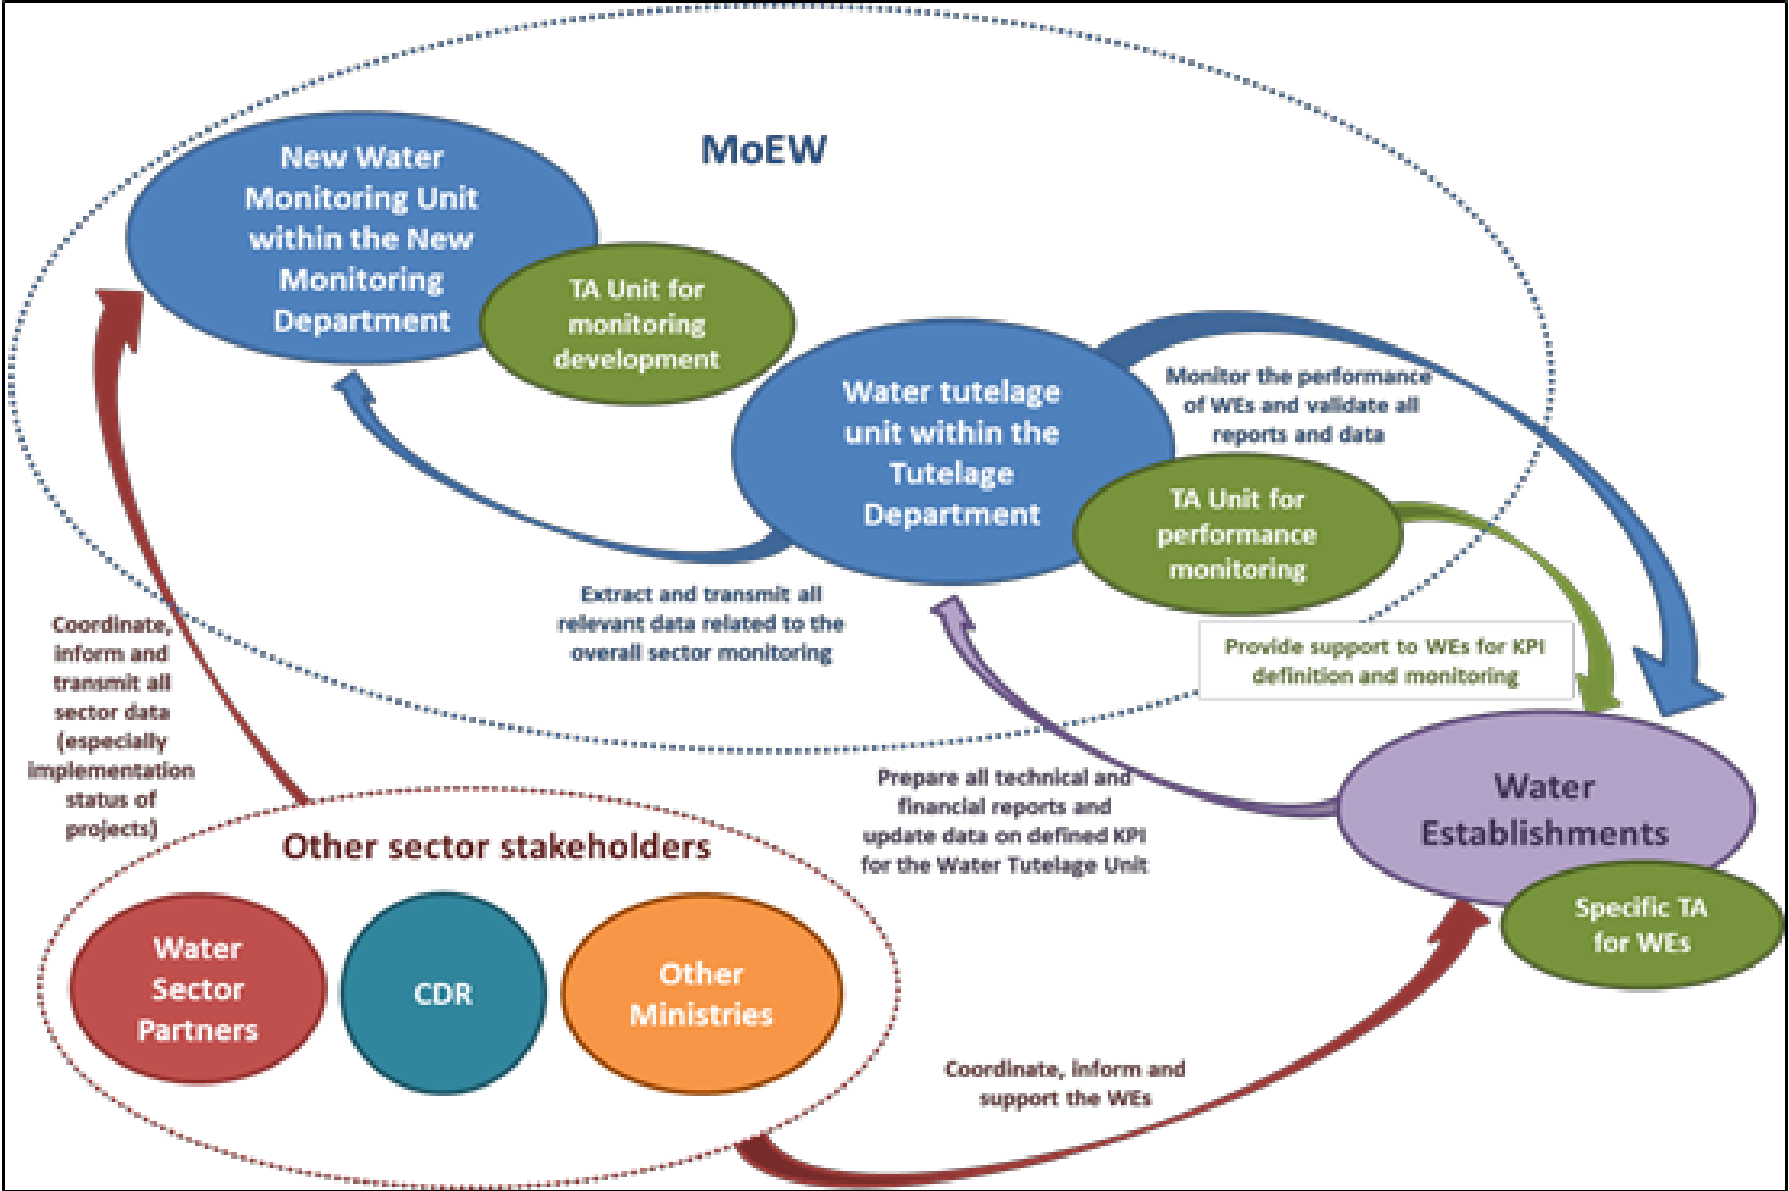 MoEW
New Water
Monitoring Unit
within the New
Monitoring
Department
TA Unit for
monitoring
development
Water tutelage
unit within the
Tutelage
Department
Monitor the performance
of WEs and validate all
reports and data
TA Unit for
performance
monitoring
Extract and transmit all
relevant data related to the
overall sector monitoring
Provide support to WEs for KPI
definition and monitoring
Coordinate,
inform and
transmit all
sector data
(especially
implementation
status of
projects)
Prepare all technical and
financial reports and
update data on defined KPI
for the Water Tutelage Unit
Water
Establishments
Specific TA
for WEs
Other sector stakeholders
Water
Sector
Partners
CDR
Other
Ministries
Coordinate, inform and
support the WEs